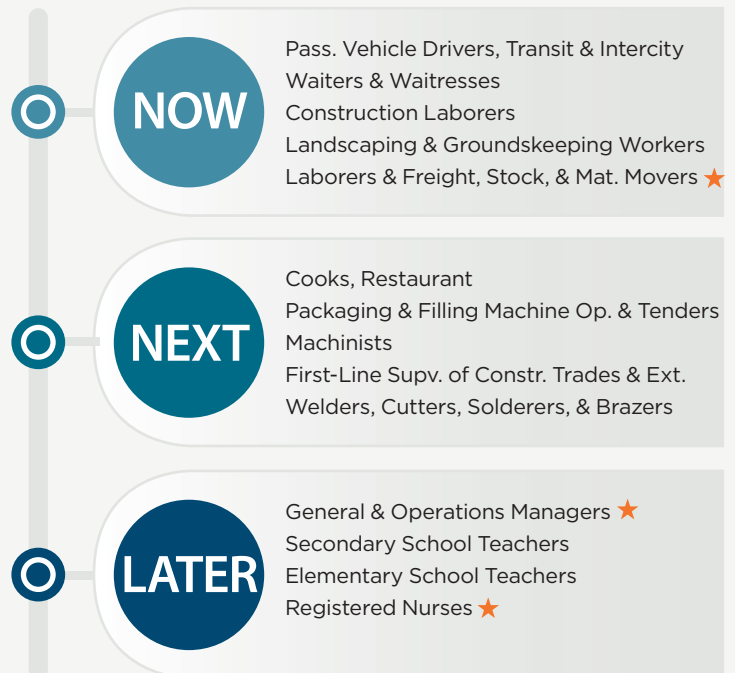 NOW
Pass. Vehicle Drivers, Transit & Intercity
Waiters & Waitresses
Construction Laborers
Landscaping & Groundskeeping Workers
Laborers & Freight, Stock, & Mat. Movers
NEXT
Cooks, Restaurant
Packaging & Filling Machine Op. & Tenders
Machinists
First-Line Supv. of Constr. Trades & Ext.
Welders, Cutters, Solderers, & Brazers
LATER
General & Operations Managers
Secondary School Teachers
Elementary School Teachers
Registered Nurses